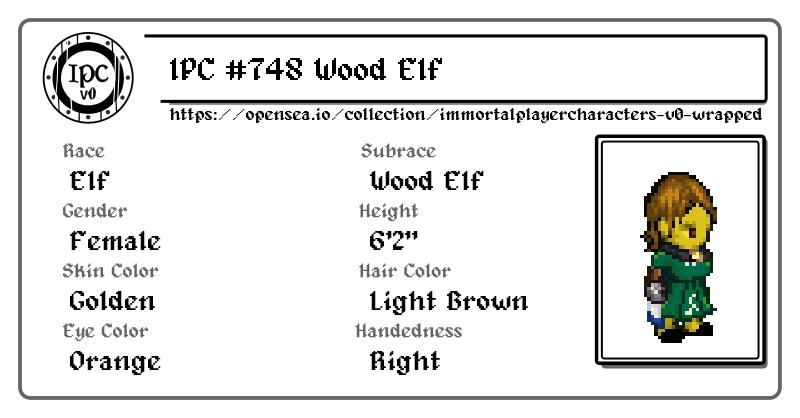 IPC
v0
IPC #748 Wood Elf
https://opensea.io/collection/immortalplayercharacters-v0-wrapped
Race
Subrace
Elf
Wood Elf
Gender
Height
Female
6'2"
Skin Color
Hair Color
Golden
Light Brown
Eye Color
Handedness
Orange
Right